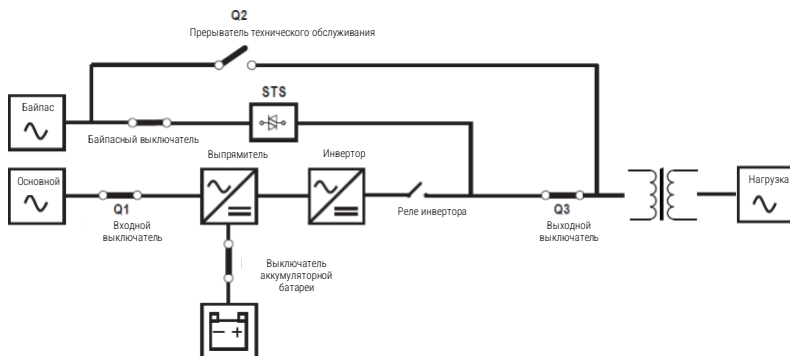 Q2
Прерыватель технического обслуживания
Байпас
STS
Байпасный выключатель
Выпрямитель
Инвертор
Основной
Нагрузка
Q1
Входной
выключатель
Реле инвертора
Q3
Выходной
выключатель
Выключатель
аккумуляторной
батареи